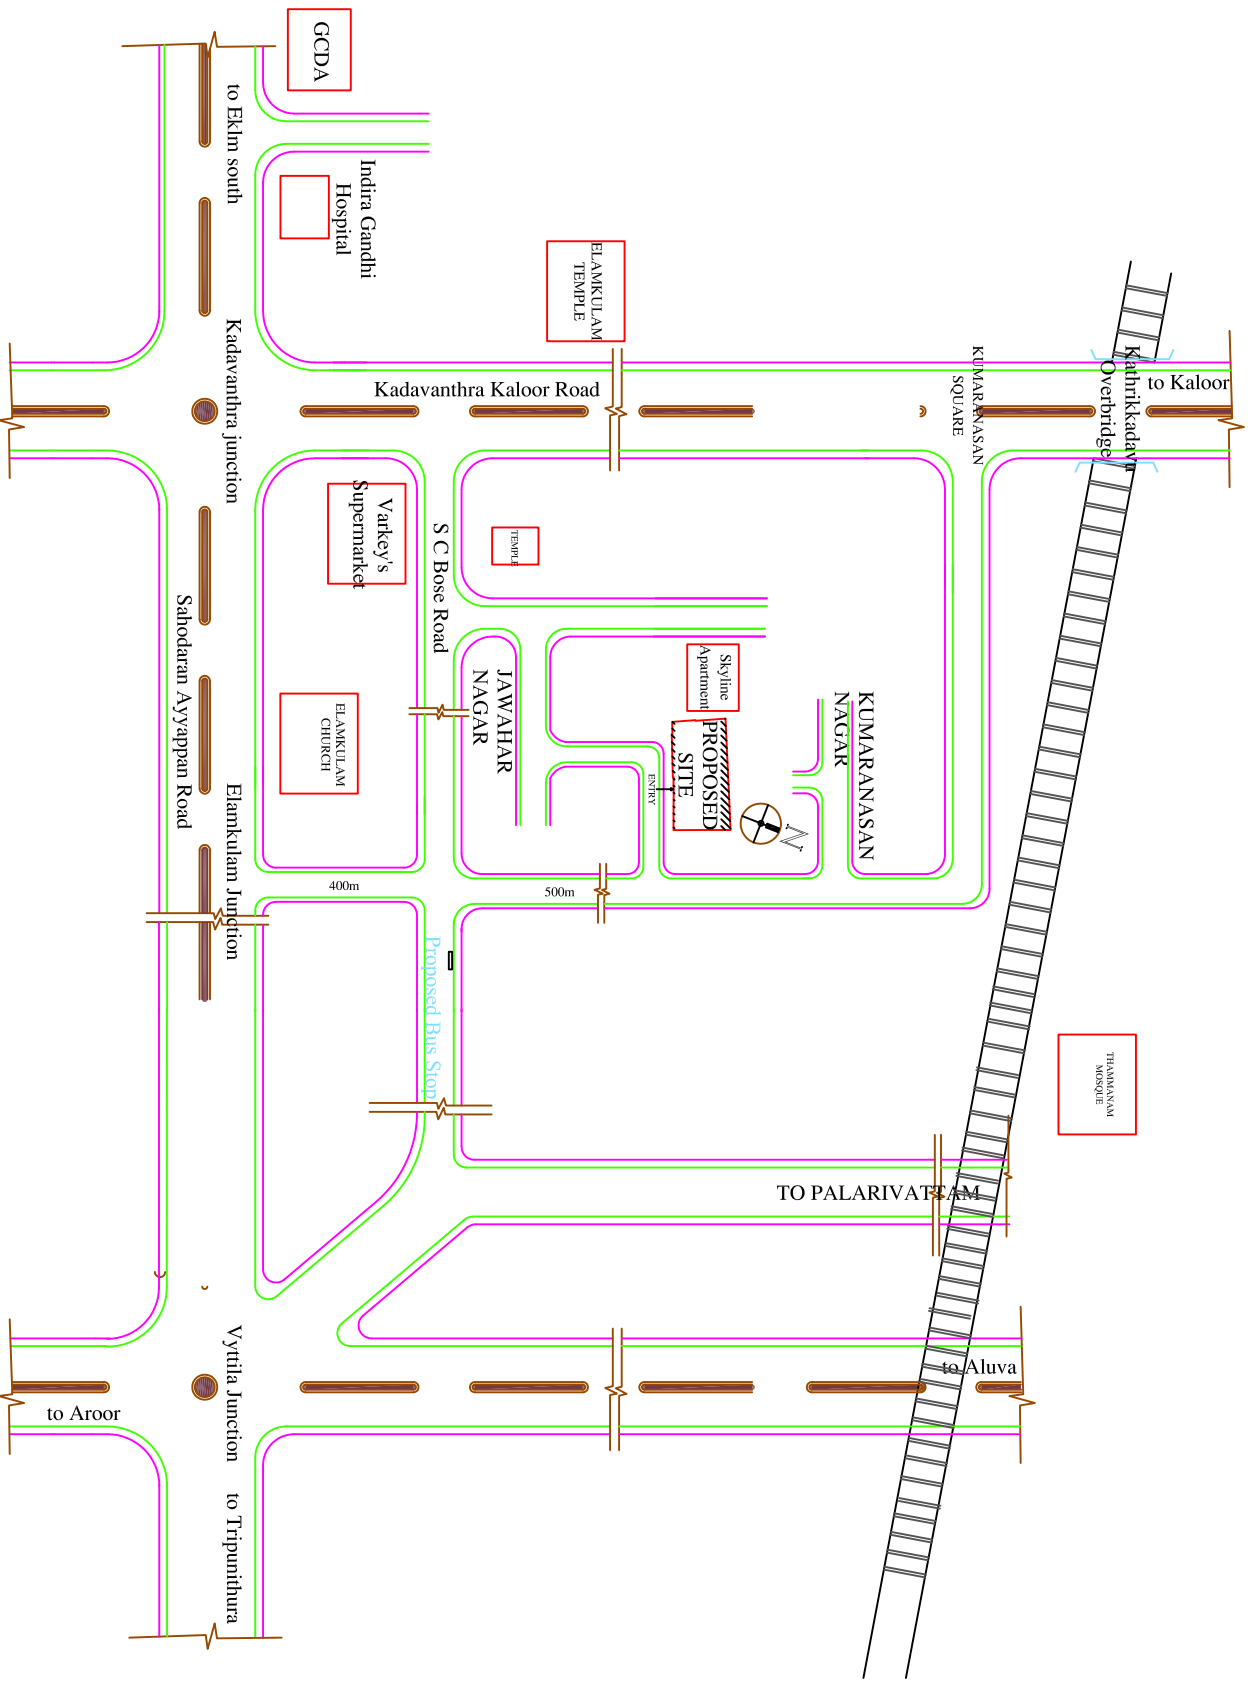 GCDA
to Eklm south
Indira Gandhi
Hospital
ELAMKULAM
TEMPLE
Kadavanthra junction
Kadavanthra Kaloor Road
KUMARANASAN
SQUARE
Kathrikkadavu
Overbridge
to Kaloor
Varkey's
Supermarket
S C Bose Road
TEMPLE
Sahodaran Ayyappan Road
ELAMKULAM
CHURCH
JAWAHAR
NAGAR
Skyline
Apartment
PROPOSED
SITE
ENTRY
KUMARANASAN
NAGAR
N
Elamkulam Junction
400m
500m
Proposed Bus Stop
THAMMANAM
MOSQUE
TO PALARIVATTAM
Vyttila Junction
to Aluva
to Aroor
to Tripunithura